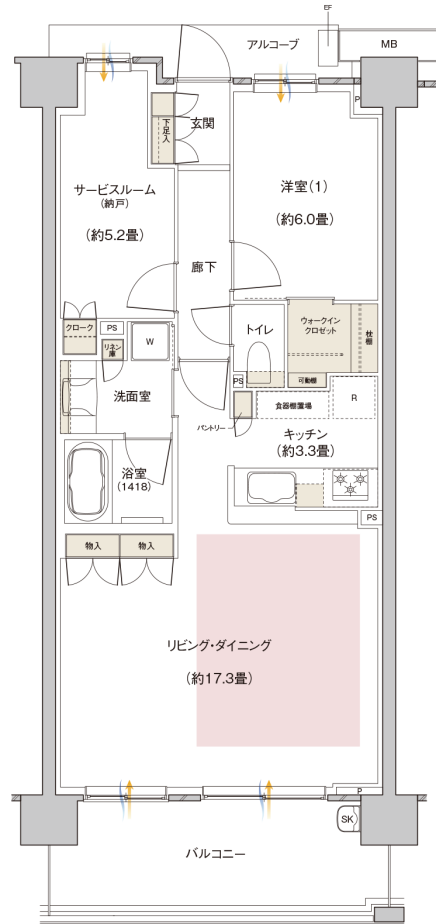 EF
アルコーブ
MB
P
下足入
玄関
サービスルーム
(納戸)
(約5.2畳)
洋室(1)
(約6.0畳)
廊下
クローク
PS
リネン庫
W
トイレ
ウォークイン
クロゼット
枕棚
洗面室
PS
可動棚
食器棚置場
R
パントリー
キッチン
(約3.3畳)
浴室
(1418)
PS
物入
物入
リビング・ダイニング
(約17.3畳)
P
SK
バルコニー